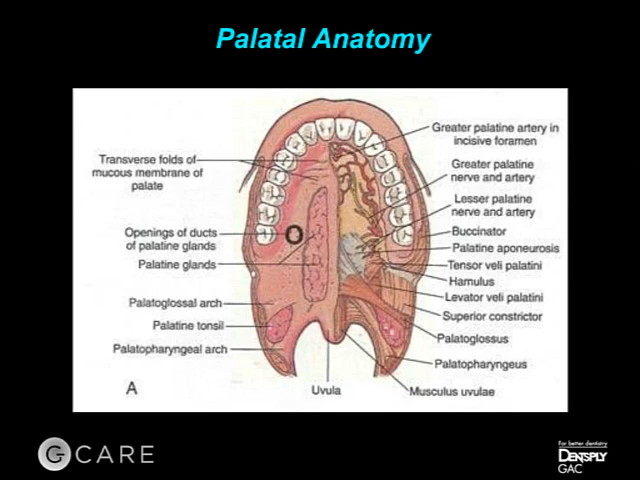 Palatal Anatomy
Transverse folds of
mucous membrane of
palate
Openings of ducts
of palatine glands
Palatine glands
Palatoglossal arch
Palatine tonsil
Palatopharyngeal arch
A
O
Uvula
Greater palatine artery in
incisive foramen
Greater palatine
nerve and artery
Lesser palatine
nerve and artery
Buccinator
Palatine aponeurosis
Tensor veli palatini
Hamulus
Levator veli palatini
Superior constrictor
Palatoglossus
Palatopharyngeus
Musculus uvulae
G CARE
For better dentistry
DENTSPLY
GAC